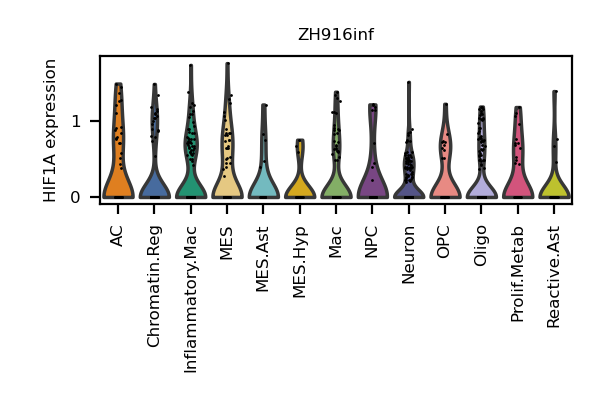 ZH916inf
HIF1A expression
1
0
AC
Chromatin.Reg
Inflammatory.Mac
MES
MES.Ast
MES.Hyp
Mac
NPC
Neuron
OPC
Oligo
Prolif.Metab
Reactive.Ast